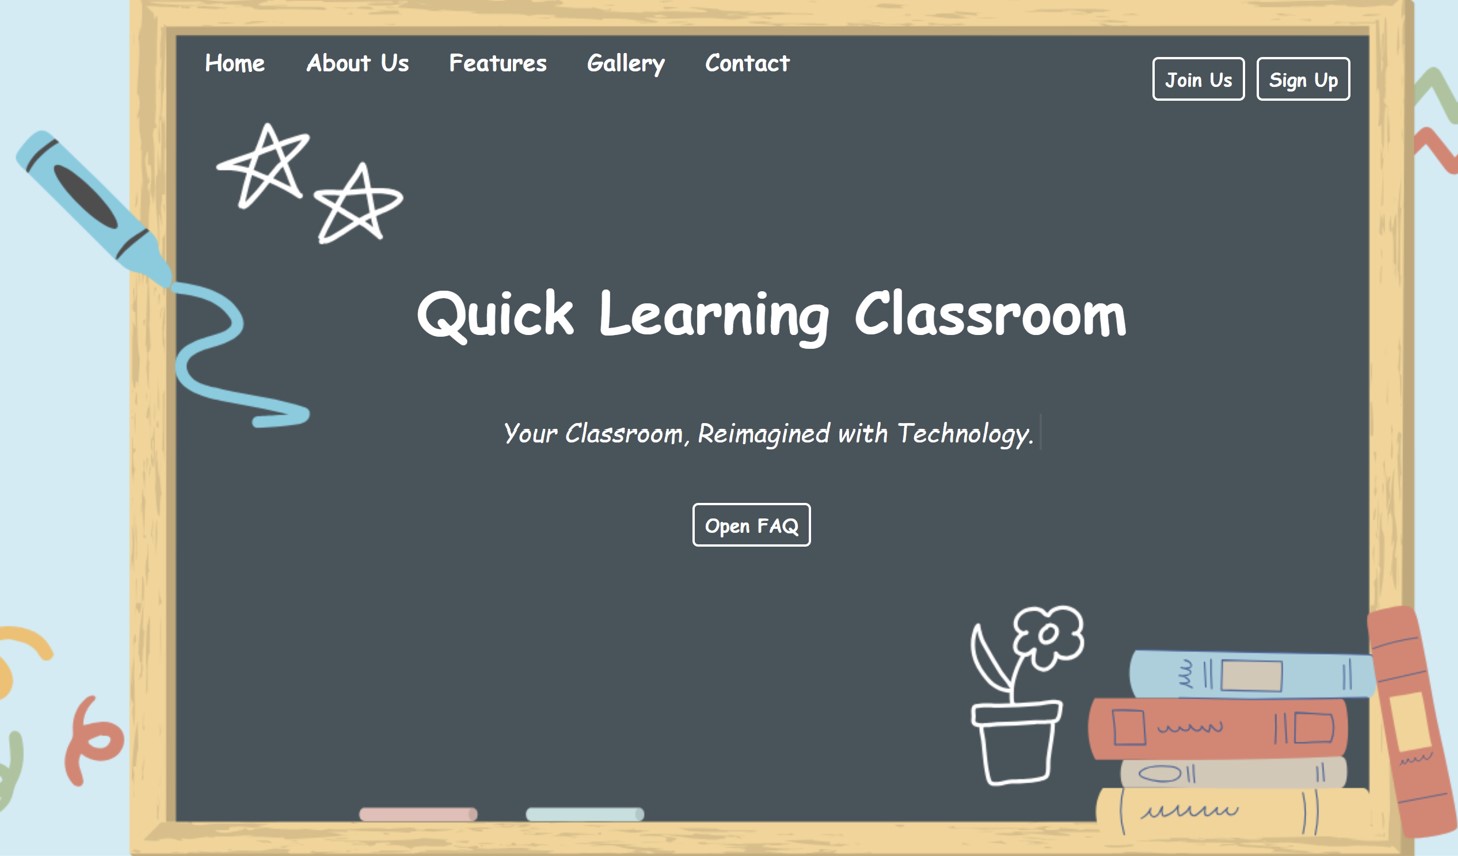 Home About Us Features Gallery Contact
Join Us Sign Up
Quick Learning Classroom
Your Classroom, Reimagined with Technology.
Open FAQ